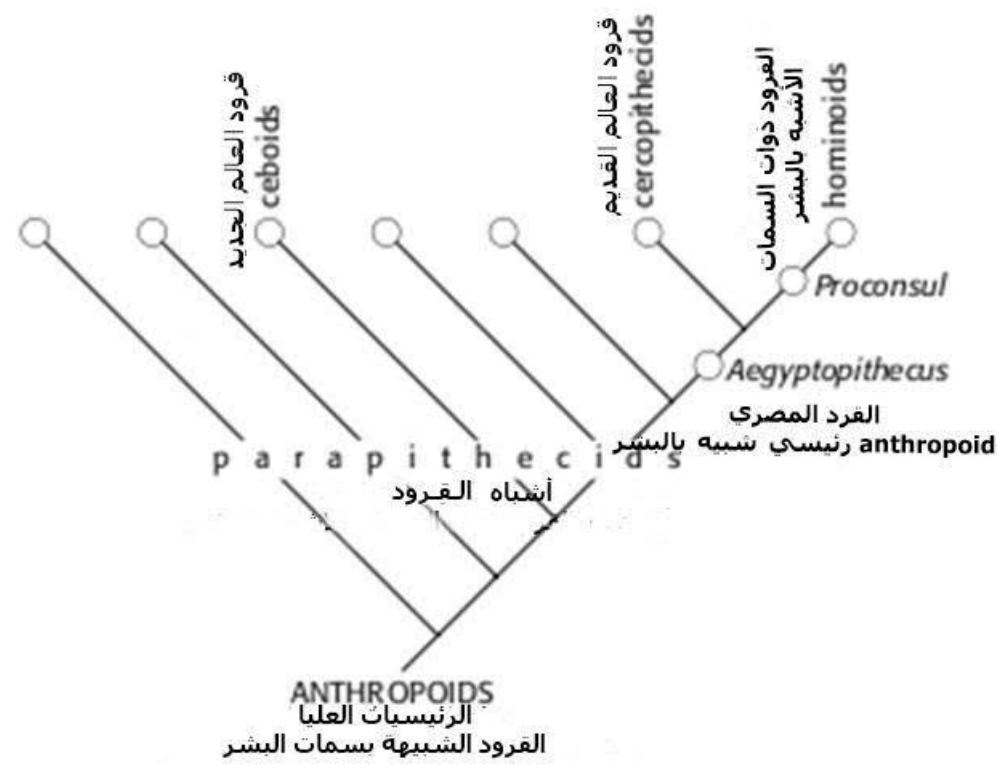 قرود العالم الجديد
ceboids
قرود العالم القديم
cercopithecids
القرود ذوات السمات
الأشبه بالبشر
hominoids
Proconsul
Aegyptopithecus
القرد المصري
anthropoid رئيسي شبيه بالبشر
parapithecids
أشباه القرود
ANTHROPOIDS
الرئيسيات العليا
القرود الشبيهة بسمات البشر